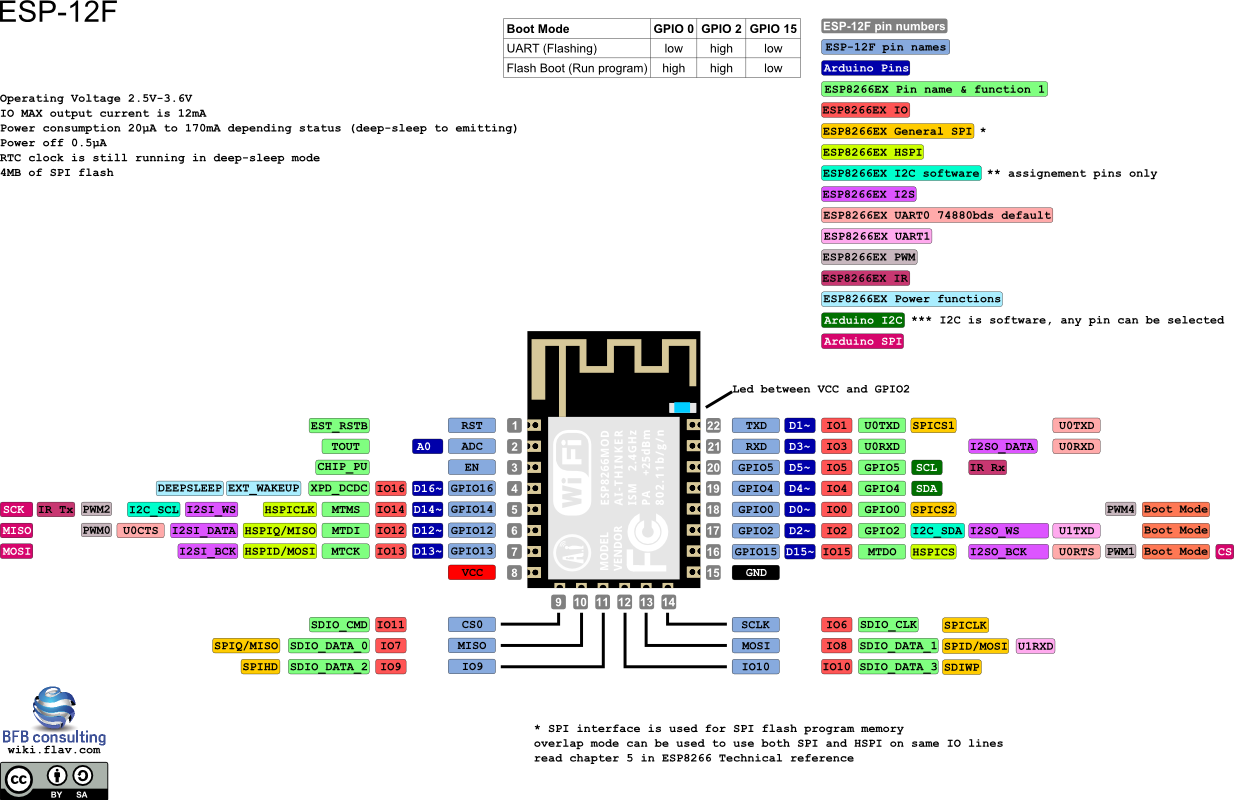 ESP-12F
Boot Mode GPIO 0 GPIO 2 GPIO 15
UART (Flashing) low high low
Flash Boot (Run program) high high low
Operating Voltage 2.5V-3.6V
IO MAX output current is 12mA
Power consumption 20µA to 170mA depending status (deep-sleep to emitting)
Power off 0.5µA
RTC clock is still running in deep-sleep mode
4MB of SPI flash
ESP-12F pin numbers
ESP-12F pin names
Arduino Pins
ESP8266EX Pin name & function 1
ESP8266EX IO
ESP8266EX General SPI *
ESP8266EX HSPI
ESP8266EX I2C software ** assignement pins only
ESP8266EX I2S
ESP8266EX UART0 74880bds default
ESP8266EX UART1
ESP8266EX PWM
ESP8266EX IR
ESP8266EX Power functions
Arduino I2C *** I2C is software, any pin can be selected
Arduino SPI
Led between VCC and GPIO2
EST_RSTB RST 1
TOUT A0 ADC 2
CHIP_PU EN 3
DEEPSLEEP EXT_WAKEUP XPD_DCDC IO16 D16~ GPIO16 4
SCK IR Tx PWM2 I2C_SCL I2SI_WS HSPICLK MTMS IO14 D14~ GPIO14 5
MISO PWM0 U0CTS I2SI_DATA HSPIQ/MISO MTDI IO12 D12~ GPIO12 6
MOSI I2SI_BCK HSPID/MOSI MTCK IO13 D13~ GPIO13 7
VCC 8
WiFi
ESP8266MOD
AI-THINKER
ISM 2.4GHz
PA +25dBm
802.11b/g/n
Ai
MODEL
VENDOR
FC
22 TXD D1~ IO1 U0TXD SPICS1 U0TXD
21 RXD D3~ IO3 U0RXD I2SO_DATA U0RXD
20 GPIO5 D5~ IO5 GPIO5 SCL IR Rx
19 GPIO4 D4~ IO4 GPIO4 SDA
18 GPIO0 D0~ IO0 GPIO0 SPICS2 PWM4 Boot Mode
17 GPIO2 D2~ IO2 GPIO2 I2C_SDA I2SO_WS U1TXD Boot Mode
16 GPIO15 D15~ IO15 MTDO HSPICS I2SO_BCK U0RTS PWM1 Boot Mode CS
15 GND
9 10 11 12 13 14
SDIO_CMD IO11 CS0
SPIQ/MISO SDIO_DATA_0 IO7 MISO
SPIHD SDIO_DATA_2 IO9 IO9
SCLK IO6 SDIO_CLK SPICLK
MOSI IO8 SDIO_DATA_1 SPID/MOSI U1RXD
IO10 IO10 SDIO_DATA_3 SDIWP
BFB consulting
wiki.flav.com
cc
BY SA
* SPI interface is used for SPI flash program memory
overlap mode can be used to use both SPI and HSPI on same IO lines
read chapter 5 in ESP8266 Technical reference